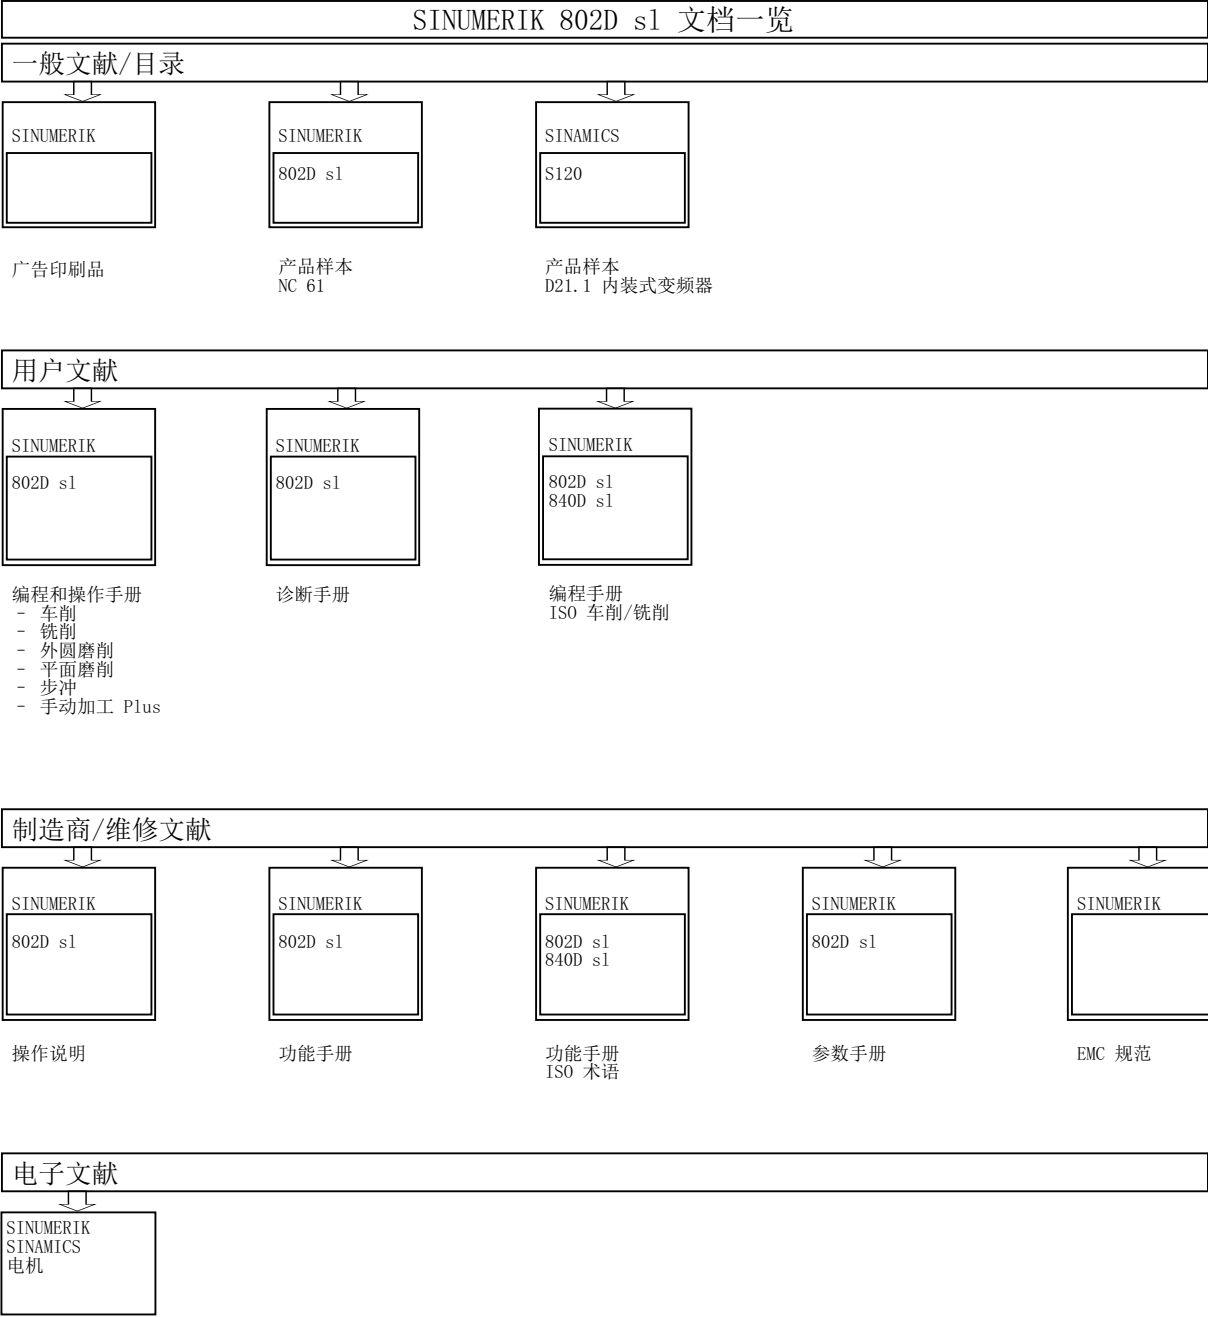 SINUMERIK 802D sl 文档一览
一般文献/目录
SINUMERIK
广告印刷品
SINUMERIK
802D sl
产品样本
NC 61
SINAMICS
S120
产品样本
D21.1 内装式变频器
用户文献
SINUMERIK
802D sl
编程和操作手册
- 车削
- 铣削
- 外圆磨削
- 平面磨削
- 步冲
- 手动加工 Plus
SINUMERIK
802D sl
诊断手册
SINUMERIK
802D sl
840D sl
编程手册
ISO 车削/铣削
制造商/维修文献
SINUMERIK
802D sl
操作说明
SINUMERIK
802D sl
功能手册
SINUMERIK
802D sl
840D sl
功能手册
ISO 术语
SINUMERIK
802D sl
参数手册
SINUMERIK
EMC 规范
电子文献
SINUMERIK
SINAMICS
电机